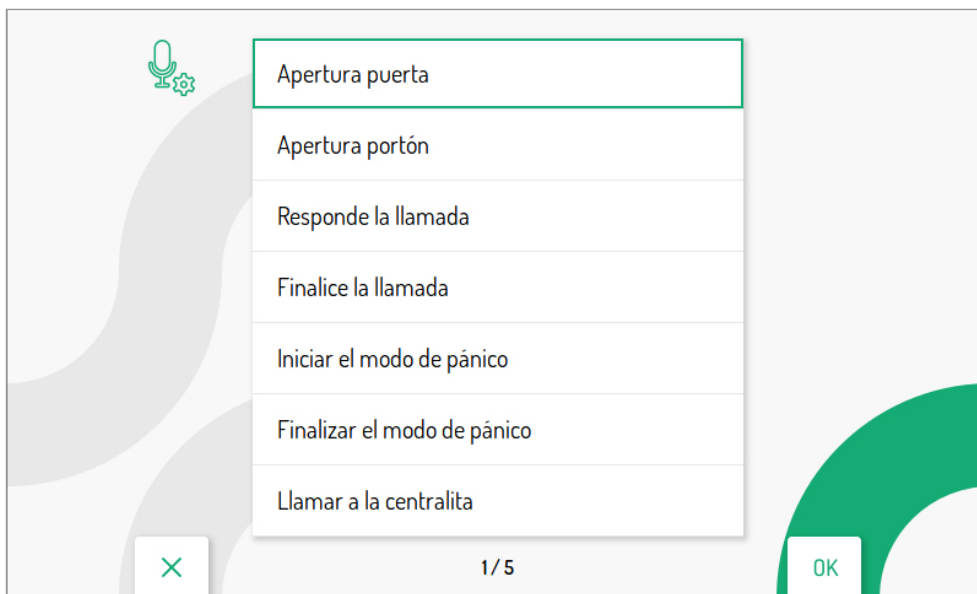 Apertura puerta
Apertura portón
Responde la llamada
Finalice la llamada
Iniciar el modo de pánico
Finalizar el modo de pánico
Llamar a la centralita
1/5
OK